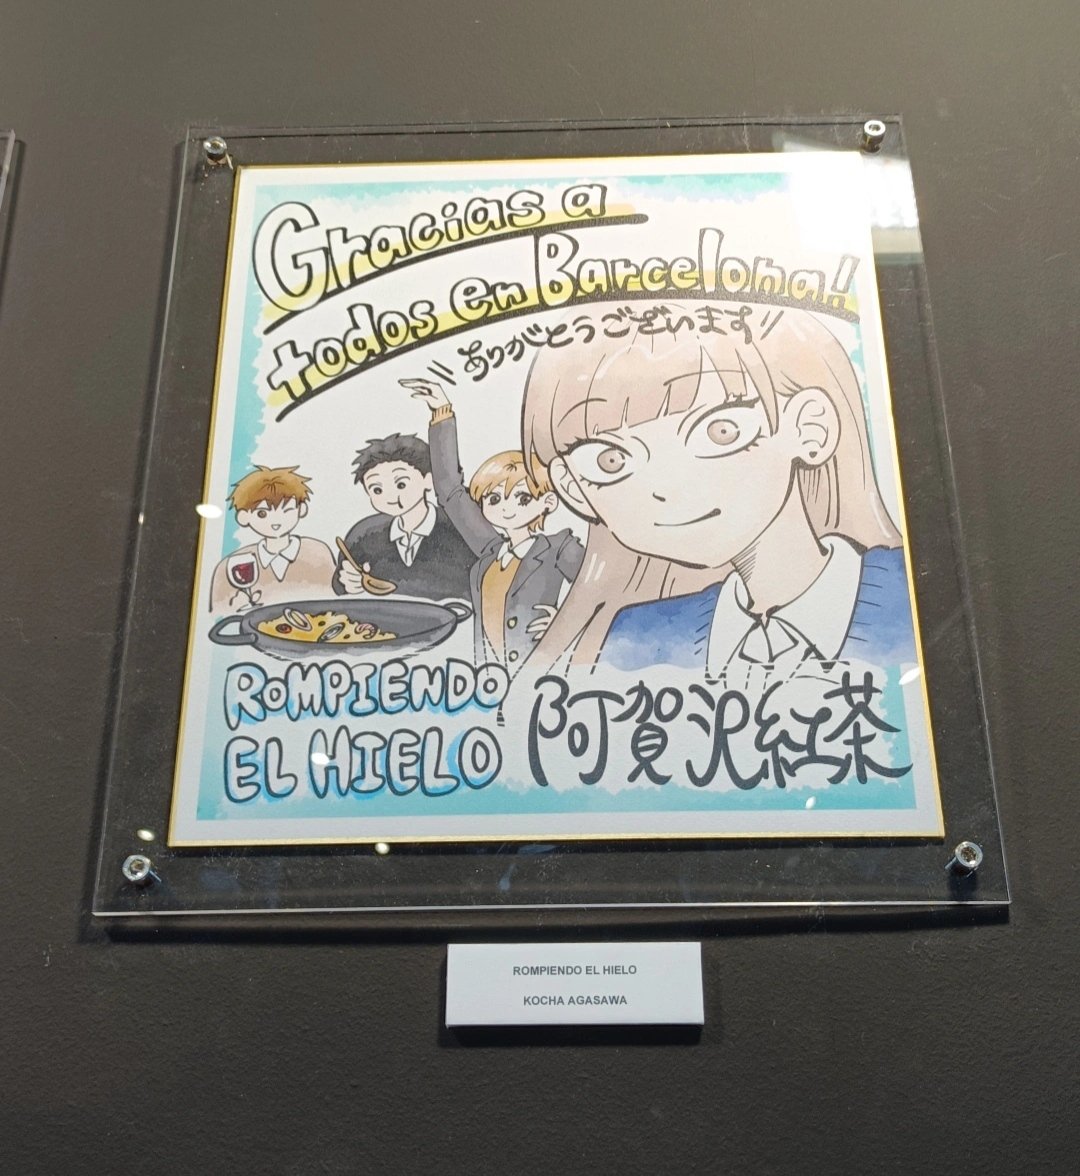 Gracias a
todos en Barcelona!
ありがとうございます
ROMPIENDO
EL HIELO
阿賀沢紅茶
ROMPIENDO EL HIELO
KOCHA AGASAWA